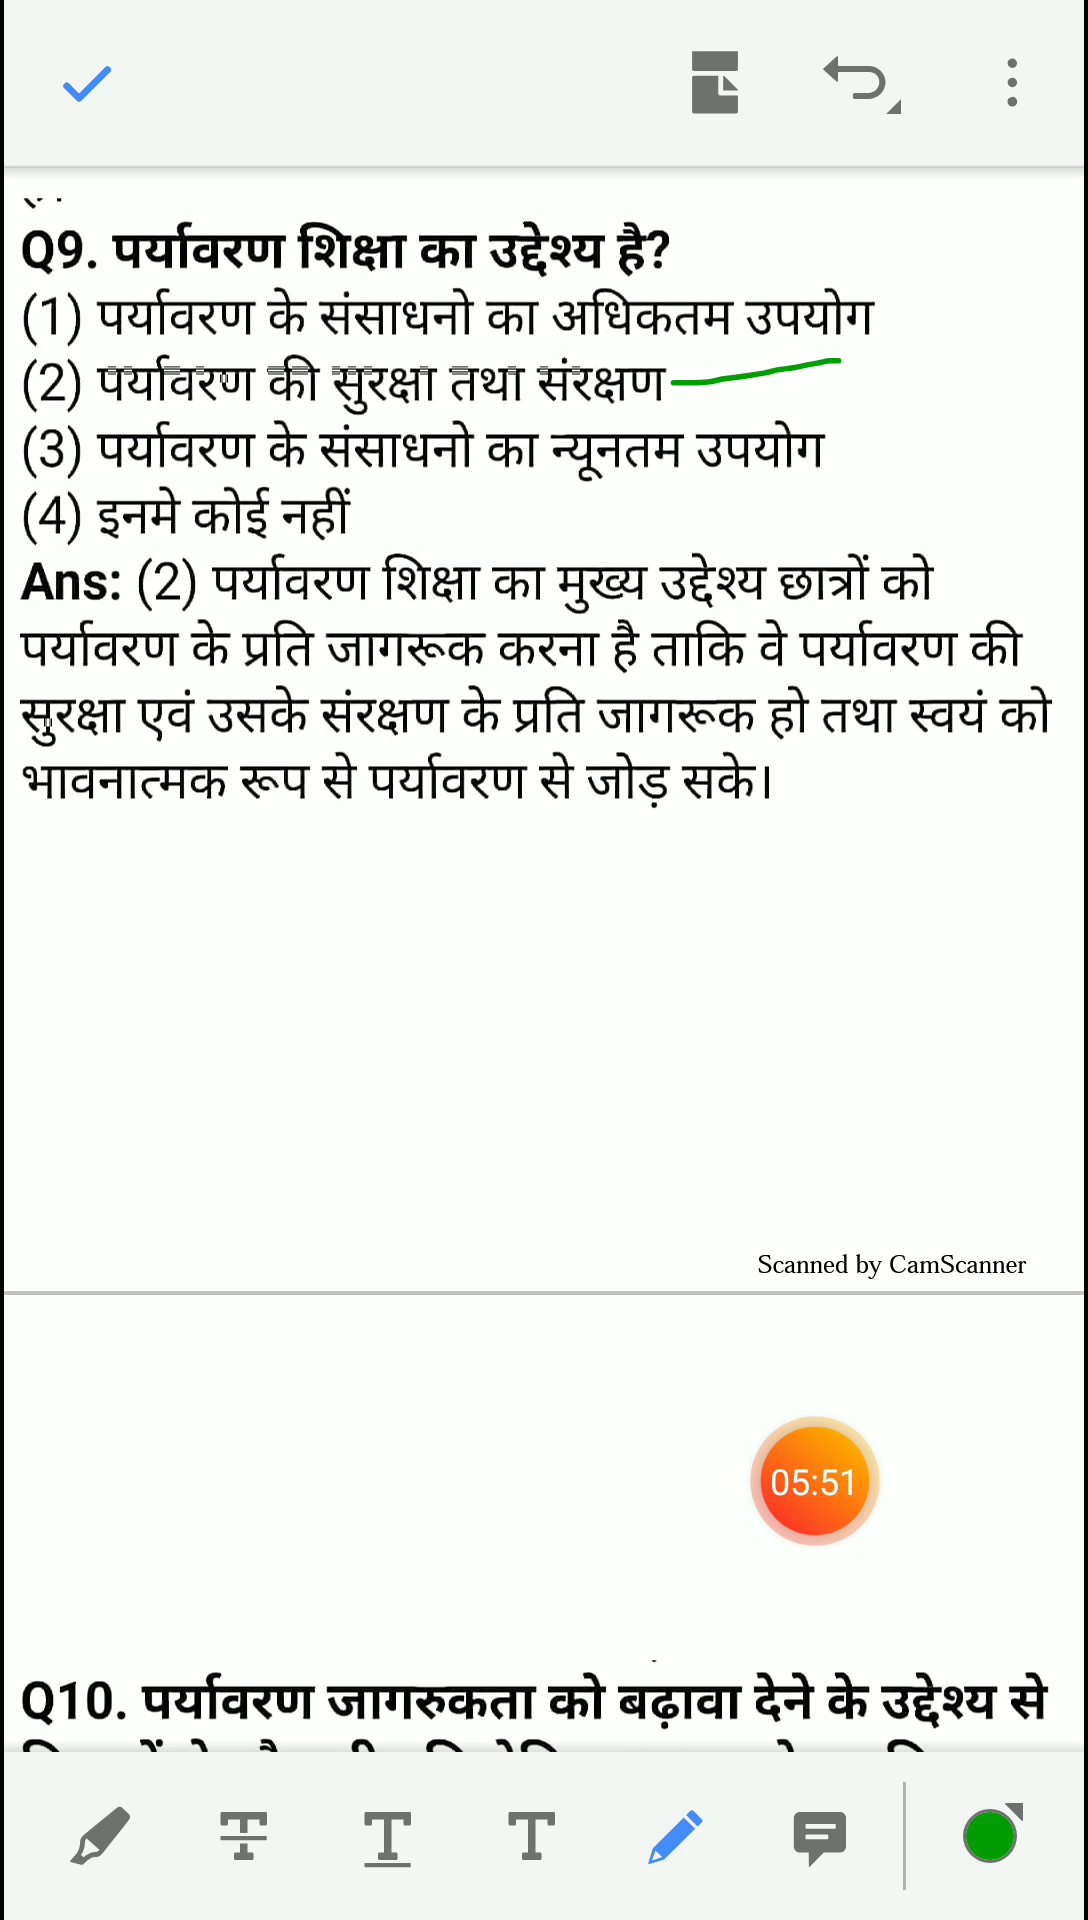 Q9. पर्यावरण शिक्षा का उद्देश्य है?
(1) पर्यावरण के संसाधनो का अधिकतम उपयोग
(2) पर्यावरण की सुरक्षा तथा संरक्षण
(3) पर्यावरण के संसाधनो का न्यूनतम उपयोग
(4) इनमे कोई नहीं
Ans: (2) पर्यावरण शिक्षा का मुख्य उद्देश्य छात्रों को
पर्यावरण के प्रति जागरूक करना है ताकि वे पर्यावरण की
सुरक्षा एवं उसके संरक्षण के प्रति जागरूक हो तथा स्वयं को
भावनात्मक रूप से पर्यावरण से जोड़ सके।
Scanned by CamScanner
05:51
Q10. पर्यावरण जागरुकता को बढ़ावा देने के उद्देश्य से